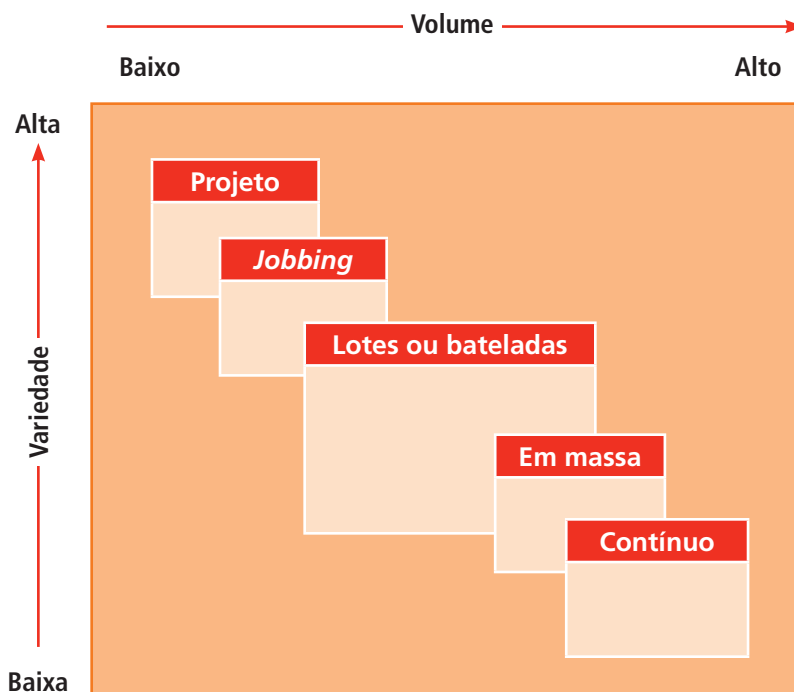 Volume
Baixo
Alto
Alta
Projeto
Jobbing
Lotes ou bateladas
Variedade
Em massa
Contínuo
Baixa